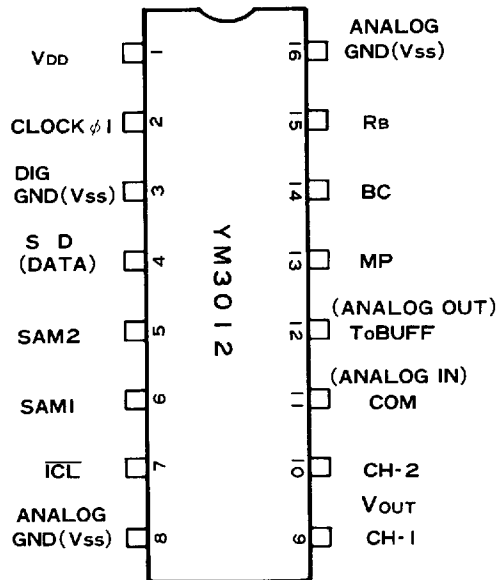 VDD
1
CLOCK φ1
2
DIG
GND(Vss)
3
S D
(DATA)
4
SAM2
5
SAM1
6
ICL
7
ANALOG
GND(Vss)
8
YM3012
ANALOG
GND(Vss)
16
RB
15
BC
14
MP
13
(ANALOG OUT)
ToBUFF
12
(ANALOG IN)
COM
11
CH-2
10
VOUT
CH-1
9